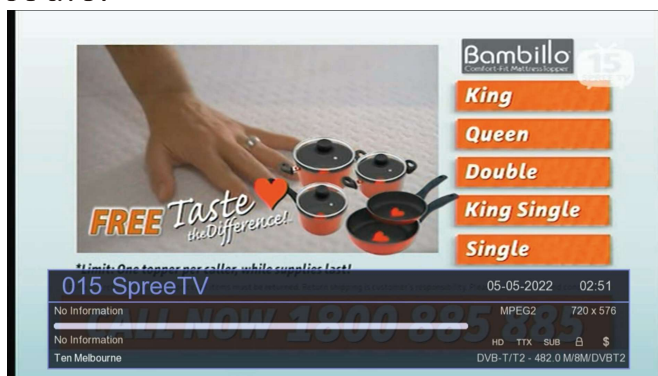 Bambillo
Comfort-Fit Mattress Topper
15
SPREE TV
King
Queen
Double
King Single
Single
FREE Taste
the Difference!
*Limit: One topper per caller, while supplies last!
015 SpreeTV
05-05-2022 02:51
No Information
MPEG2 720 x 576
CALL NOW 1800 885 885
No Information
HD TTX SUB $
Ten Melbourne
DVB-T/T2 - 482.0 M/8M/DVBT2